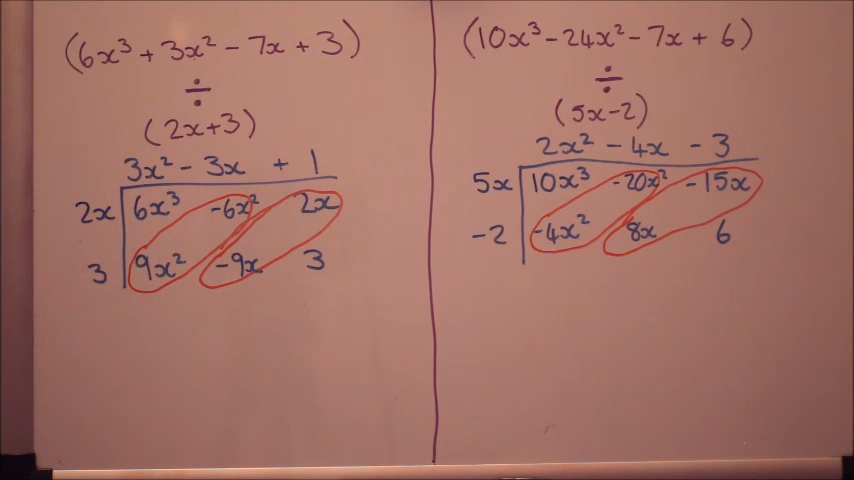 (6x³ + 3x² - 7x + 3)
÷
(2x+3)
3x² - 3x + 1
2x 6x³ -6x² 2x
3 9x² -9x 3
(10x³ - 24x² - 7x + 6)
÷
(5x-2)
2x² - 4x - 3
5x 10x³ -20x² -15x
-2 -4x² 8x 6